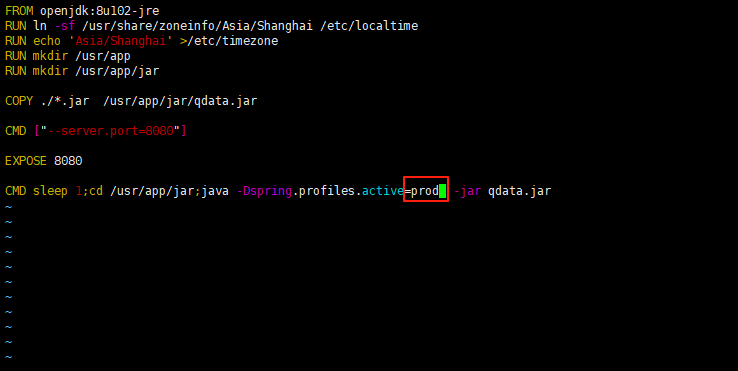 FROM openjdk:8u102-jre
RUN ln -sf /usr/share/zoneinfo/Asia/Shanghai /etc/localtime
RUN echo 'Asia/Shanghai' >/etc/timezone
RUN mkdir /usr/app
RUN mkdir /usr/app/jar
COPY ./*.jar  /usr/app/jar/qdata.jar
CMD ["--server.port=8080"]
EXPOSE 8080
CMD sleep 1;cd /usr/app/jar;java -Dspring.profiles.active=prod -jar qdata.jar
~
~
~
~
~
~
~
~
~
~
~